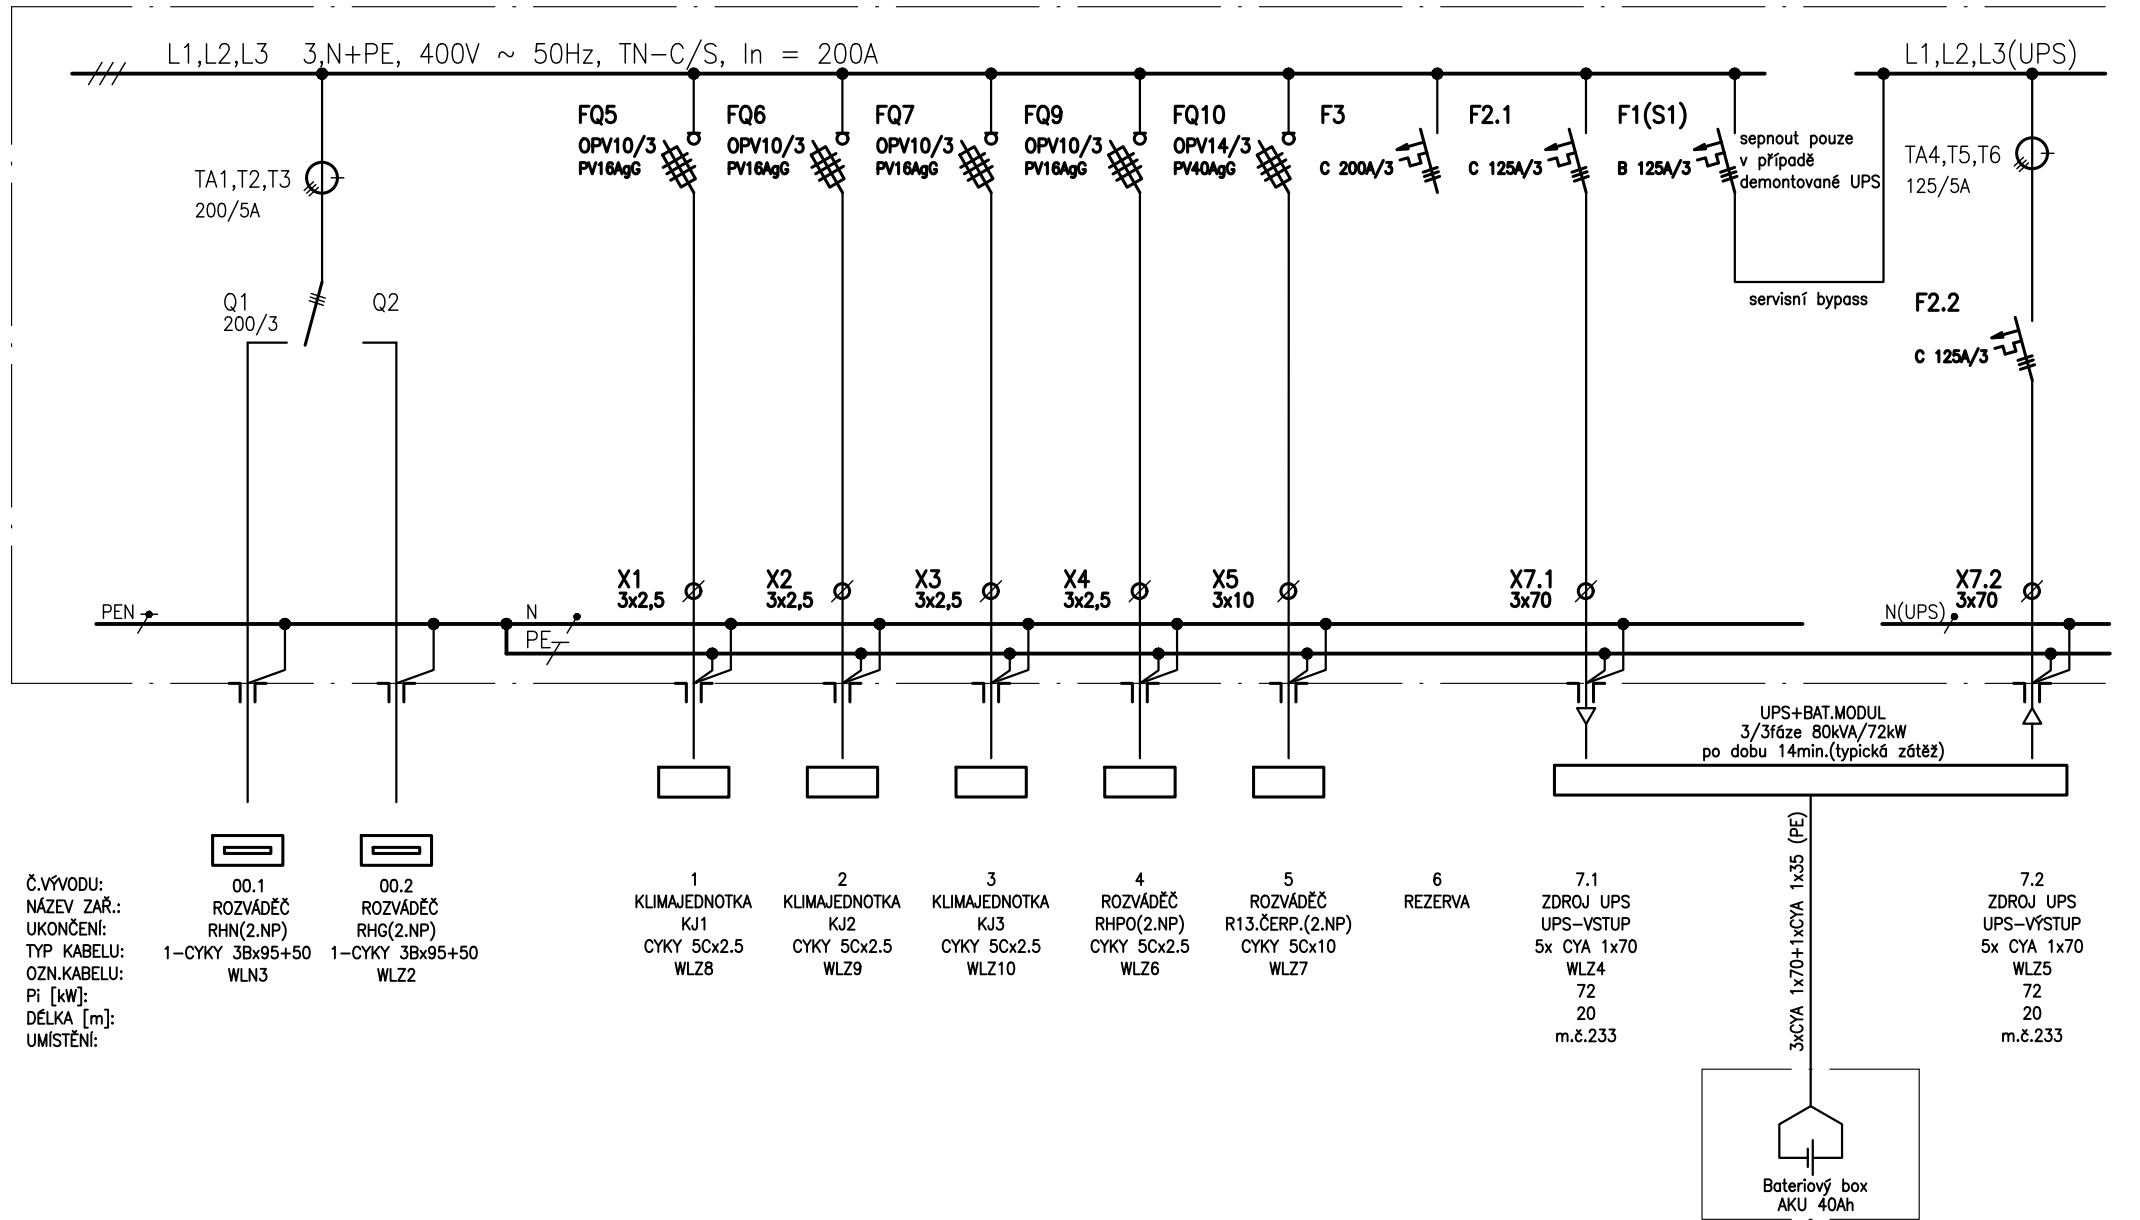 L1,L2,L3 3,N+PE, 400V ~ 50Hz, TN-C/S, In = 200A
L1,L2,L3(UPS)
TA1,T2,T3
200/5A
Q1
200/3
Q2
FQ5
OPV10/3
PV16AgG
FQ6
OPV10/3
PV16AgG
FQ7
OPV10/3
PV16AgG
FQ9
OPV10/3
PV16AgG
FQ10
OPV14/3
PV40AgG
F3
C 200A/3
F2.1
C 125A/3
F1(S1)
B 125A/3
sepnout pouze
v případě
demontované UPS
servisní bypass
TA4,T5,T6
125/5A
F2.2
C 125A/3
PEN
N
PE
X1
3x2,5
X2
3x2,5
X3
3x2,5
X4
3x2,5
X5
3x10
X7.1
3x70
N(UPS)
X7.2
3x70
UPS+BAT.MODUL
3/3fáze 80kVA/72kW
po dobu 14min.(typická zátěž)
3xCYA 1x70+1xCYA 1x35 (PE)
Č.VÝVODU:
NÁZEV ZAŘ.:
UKONČENÍ:
TYP KABELU:
OZN.KABELU:
Pi [kW]:
DÉLKA [m]:
UMÍSTĚNÍ:
00.1
ROZVÁDĚČ
RHN(2.NP)
1-CYKY 3Bx95+50
WLN3
00.2
ROZVÁDĚČ
RHG(2.NP)
1-CYKY 3Bx95+50
WLZ2
1
KLIMAJEDNOTKA
KJ1
CYKY 5Cx2.5
WLZ8
2
KLIMAJEDNOTKA
KJ2
CYKY 5Cx2.5
WLZ9
3
KLIMAJEDNOTKA
KJ3
CYKY 5Cx2.5
WLZ10
4
ROZVÁDĚČ
RHPO(2.NP)
CYKY 5Cx2.5
WLZ6
5
ROZVÁDĚČ
R13.ČERP.(2.NP)
CYKY 5Cx10
WLZ7
6
REZERVA
7.1
ZDROJ UPS
UPS-VSTUP
5x CYA 1x70
WLZ4
72
20
m.č.233
7.2
ZDROJ UPS
UPS-VÝSTUP
5x CYA 1x70
WLZ5
72
20
m.č.233
Bateriový box
AKU 40Ah